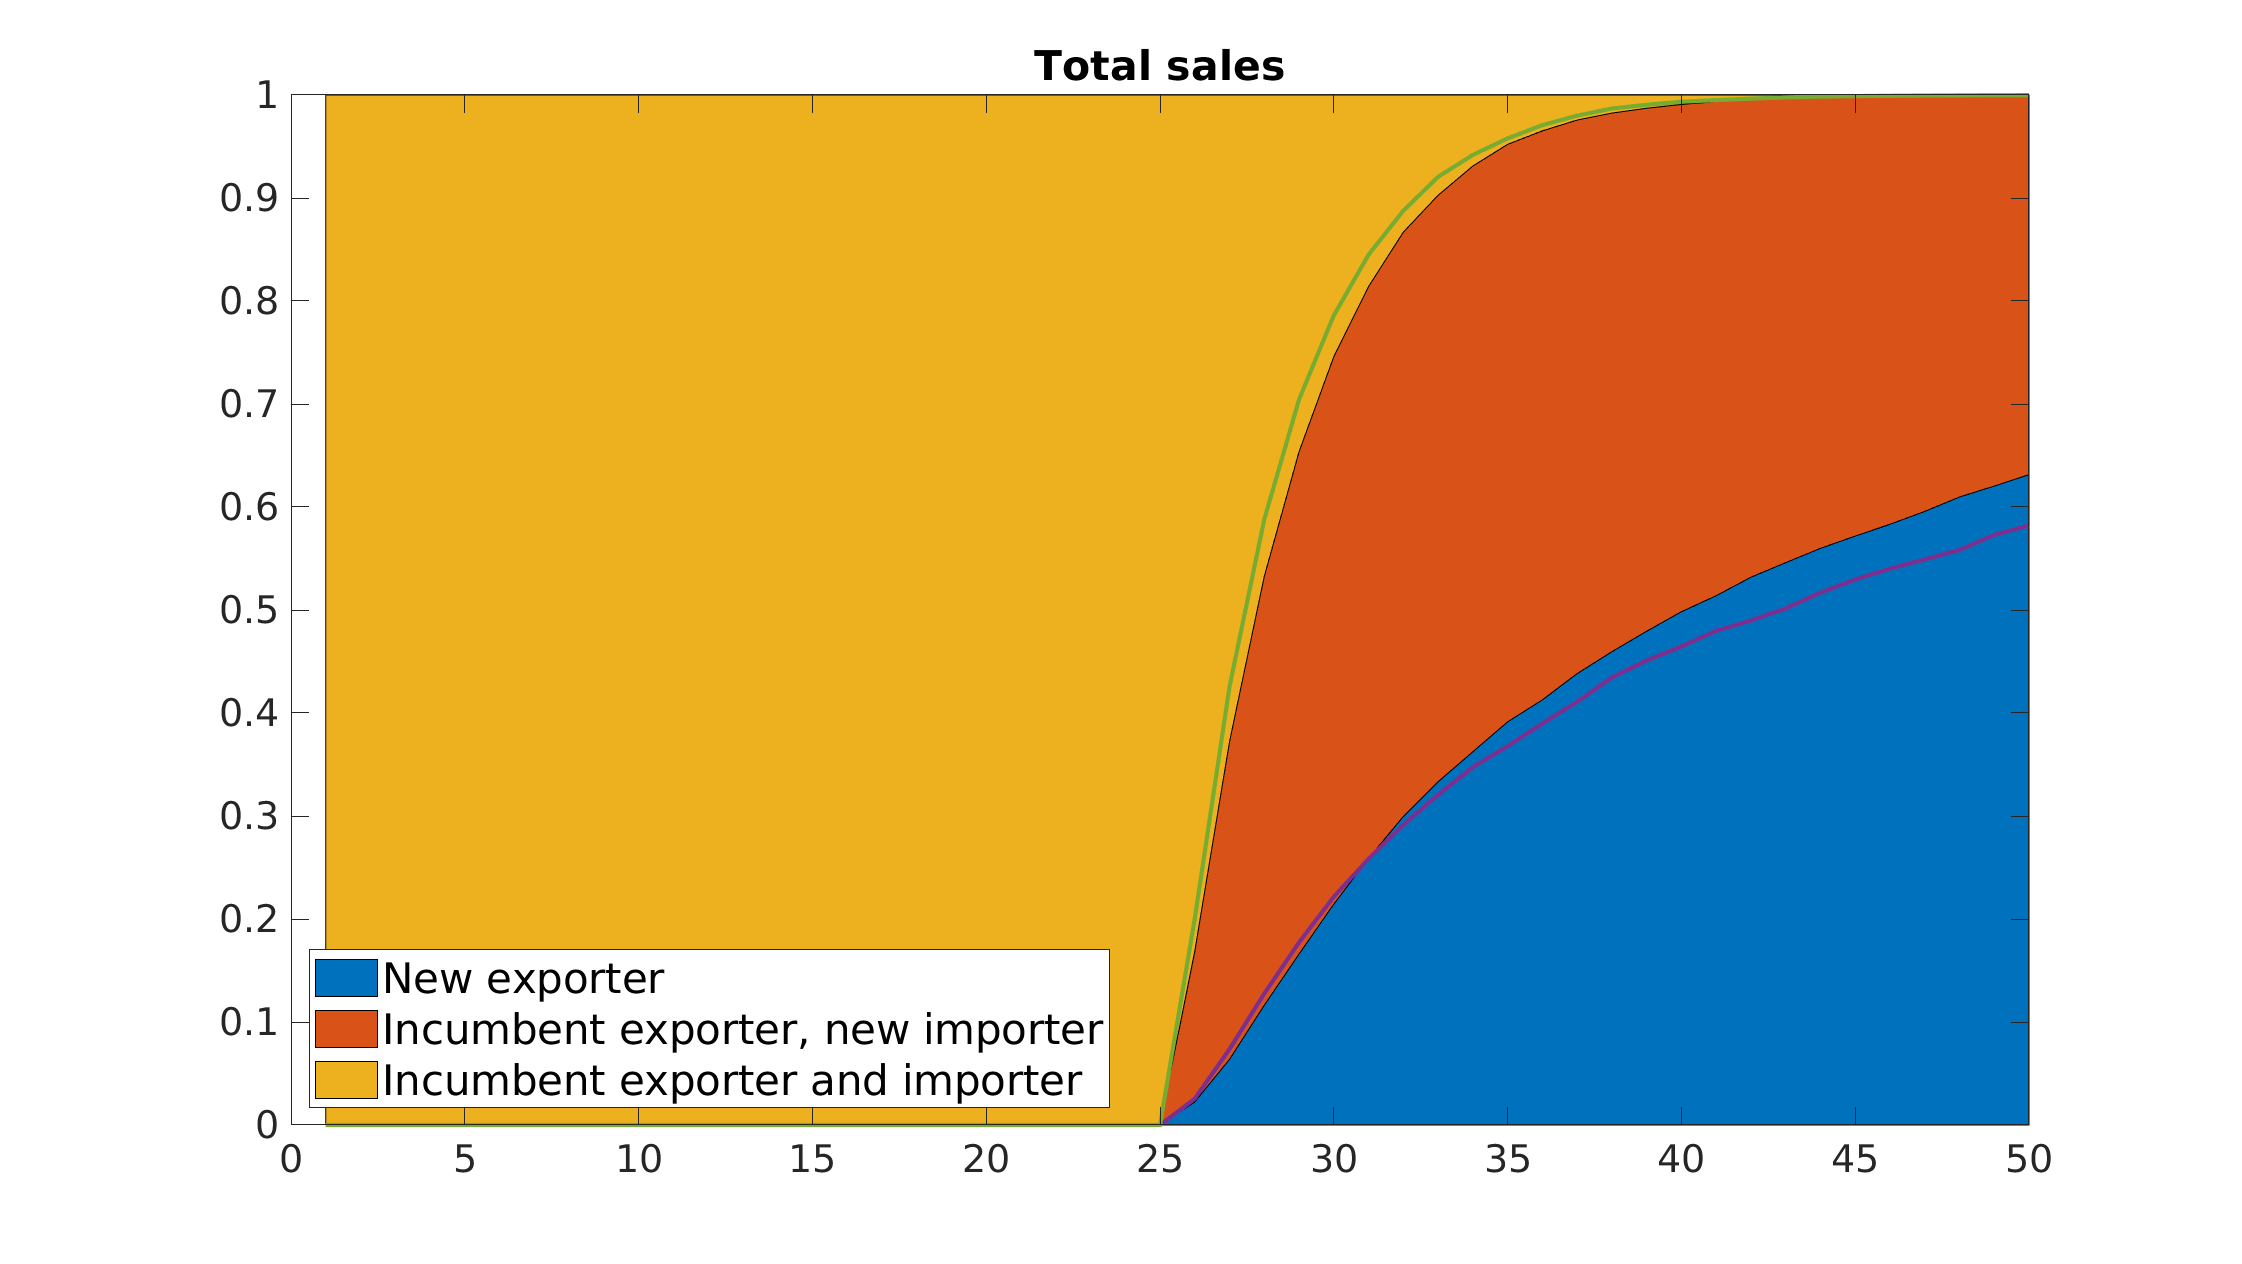 Total sales
1
0.9
0.8
0.7
0.6
0.5
0.4
0.3
0.2
0.1
0
New exporter
Incumbent exporter, new importer
Incumbent exporter and importer
0 5 10 15 20 25 30 35 40 45 50